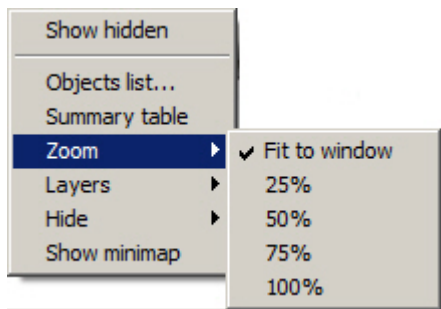 Show hidden
Objects list...
Summary table
Zoom
Layers
Hide
Show minimap
Fit to window
25%
50%
75%
100%